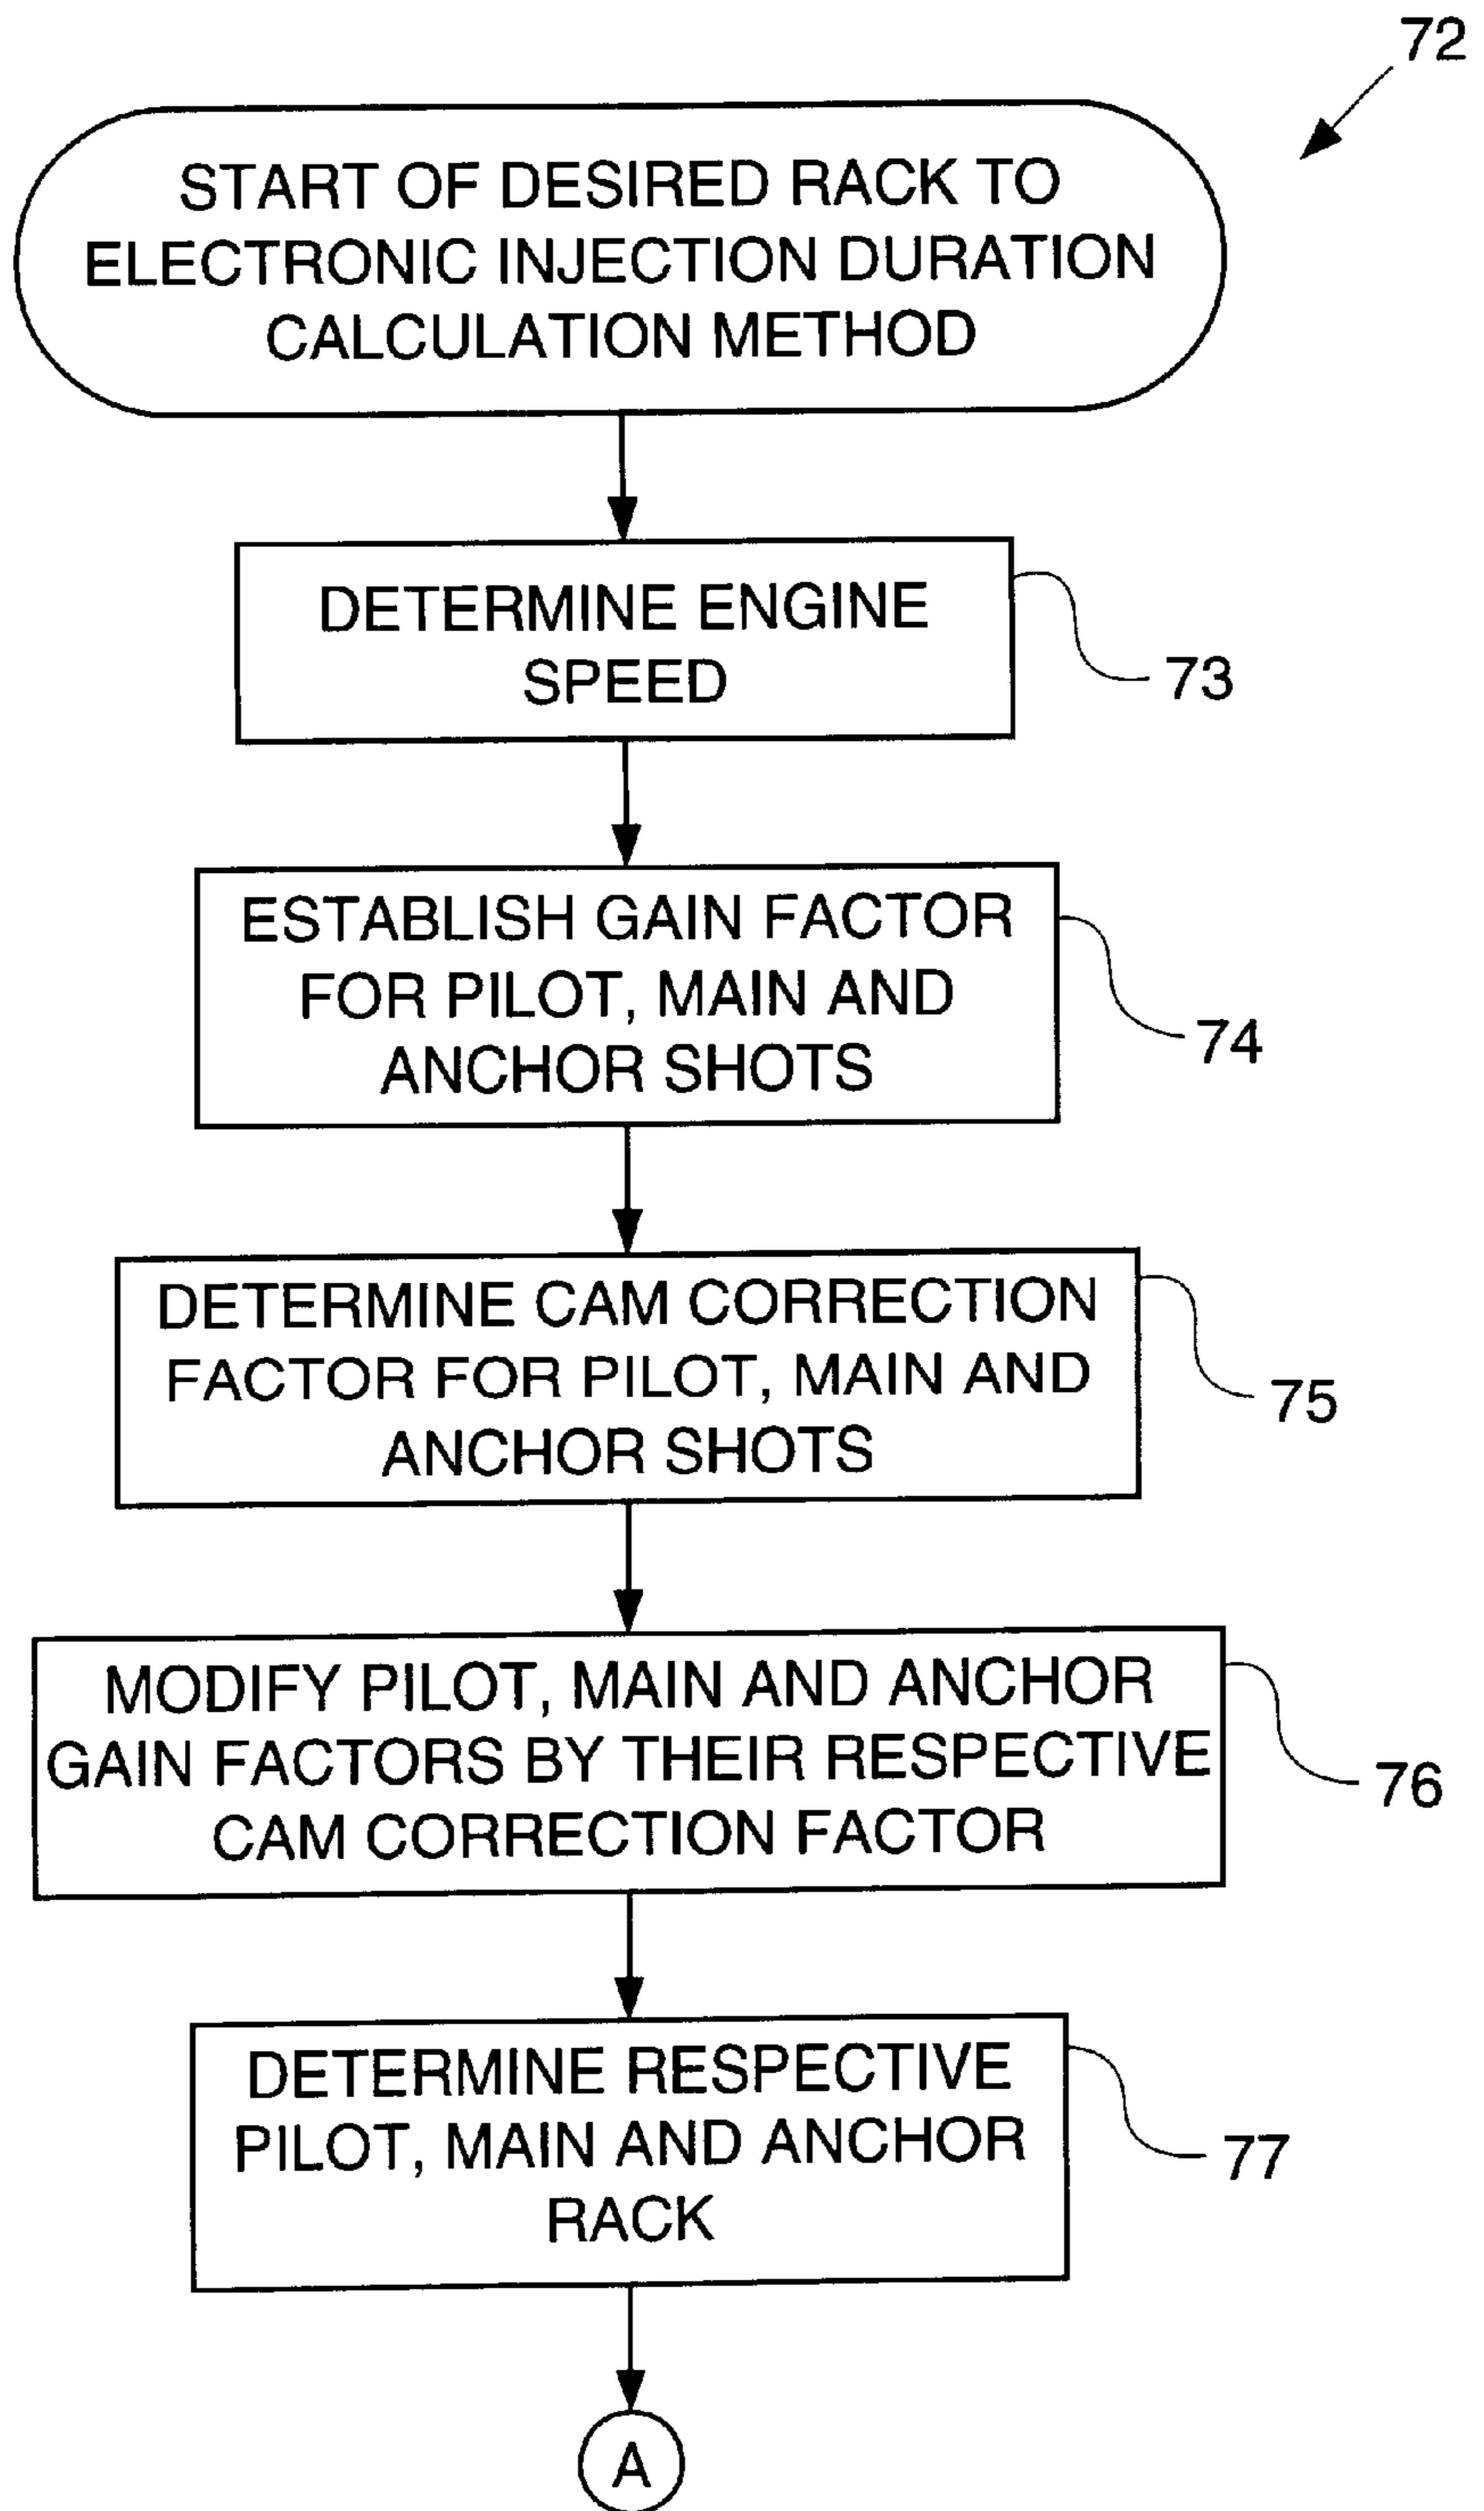 72
START OF DESIRED RACK TO
ELECTRONIC INJECTION DURATION
CALCULATION METHOD
DETERMINE ENGINE
SPEED
73
ESTABLISH GAIN FACTOR
FOR PILOT, MAIN AND
ANCHOR SHOTS
74
DETERMINE CAM CORRECTION
FACTOR FOR PILOT, MAIN AND
ANCHOR SHOTS
75
MODIFY PILOT, MAIN AND ANCHOR
GAIN FACTORS BY THEIR RESPECTIVE
CAM CORRECTION FACTOR
76
DETERMINE RESPECTIVE
PILOT, MAIN AND ANCHOR
RACK
77
A